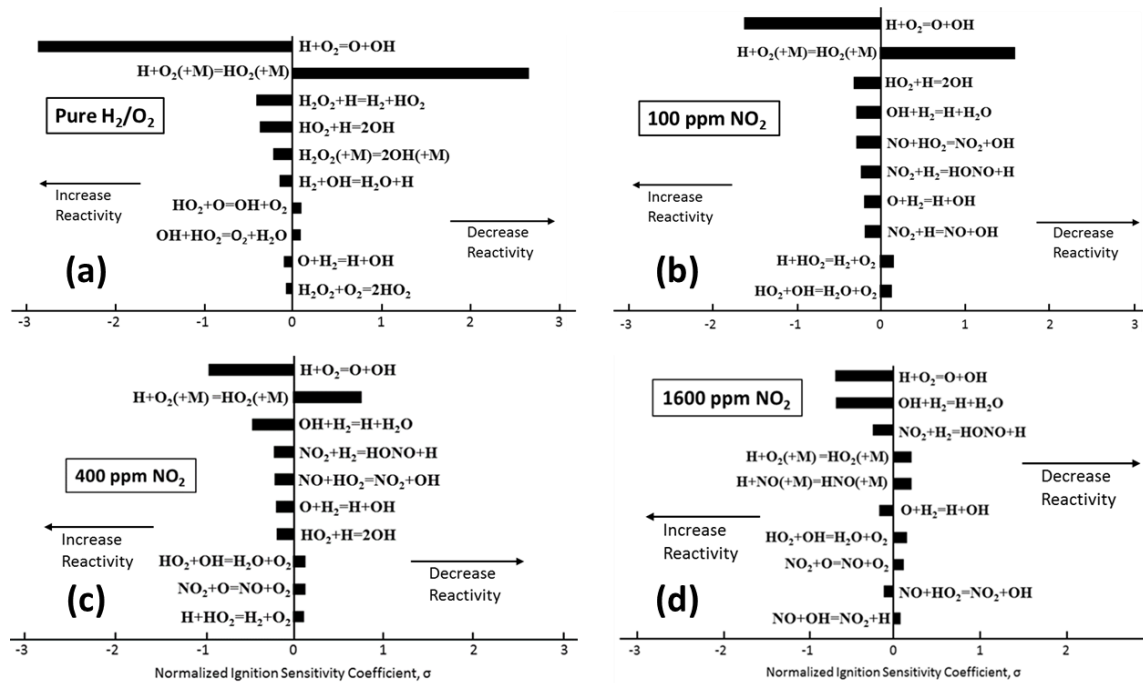 H+O₂=O+OH
H+O₂(+M)=HO₂(+M)
Pure H₂/O₂
H₂O₂+H=H₂+HO₂
HO₂+H=2OH
H₂O₂(+M)=2OH(+M)
H₂+OH=H₂O+H
Increase
Reactivity
HO₂+O=OH+O₂
OH+HO₂=O₂+H₂O
Decrease
Reactivity
(a)
O+H₂=H+OH
H₂O₂+O₂=2HO₂
-3 -2 -1 0 1 2 3
H+O₂=O+OH
H+O₂(+M)=HO₂(+M)
100 ppm NO₂
HO₂+H=2OH
OH+H₂=H+H₂O
NO+HO₂=NO₂+OH
NO₂+H₂=HONO+H
Increase
Reactivity
O+H₂=H+OH
NO₂+H=NO+OH
Decrease
Reactivity
(b)
H+HO₂=H₂+O₂
HO₂+OH=H₂O+O₂
-3 -2 -1 0 1 2 3
H+O₂=O+OH
H+O₂(+M) =HO₂(+M)
OH+H₂=H+H₂O
400 ppm NO₂
NO₂+H₂=HONO+H
NO+HO₂=NO₂+OH
O+H₂=H+OH
HO₂+H=2OH
Increase
Reactivity
HO₂+OH=H₂O+O₂
NO₂+O=NO+O₂
Decrease
Reactivity
(c)
H+HO₂=H₂+O₂
-3 -2 -1 0 1 2 3
Normalized Ignition Sensitivity Coefficient, σ
H+O₂=O+OH
1600 ppm NO₂
OH+H₂=H+H₂O
NO₂+H₂=HONO+H
H+O₂(+M) =HO₂(+M)
H+NO(+M)=HNO(+M)
Decrease
Reactivity
O+H₂=H+OH
Increase
Reactivity
HO₂+OH=H₂O+O₂
NO₂+O=NO+O₂
(d)
NO+HO₂=NO₂+OH
NO+OH=NO₂+H
-3 -2 -1 0 1 2
Normalized Ignition Sensitivity Coefficient, σ